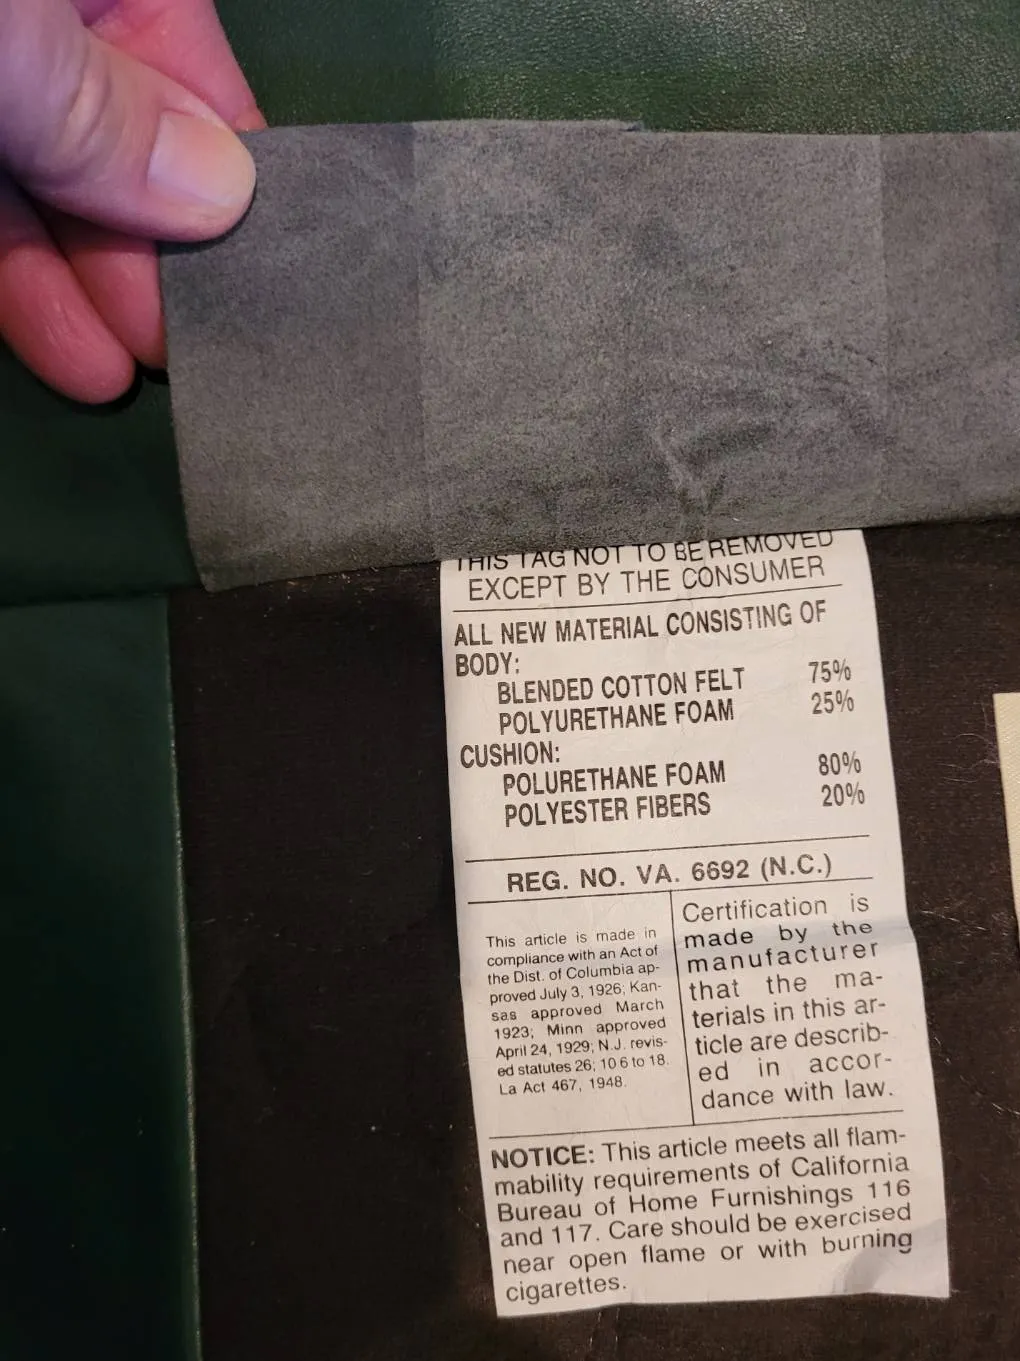 THIS TAG NOT TO BE REMOVED
EXCEPT BY THE CONSUMER
ALL NEW MATERIAL CONSISTING OF
BODY:
BLENDED COTTON FELT 75%
POLYURETHANE FOAM 25%
CUSHION:
POLURETHANE FOAM 80%
POLYESTER FIBERS 20%
REG. NO. VA. 6692 (N.C.)
This article is made in
compliance with an Act of
the Dist. of Columbia ap-
proved July 3, 1926; Kan-
sas approved March
1923; Minn approved
April 24, 1929; N.J. revis-
ed statutes 26; 10 6 to 18.
La Act 467, 1948.
Certification is
made by the
manufacturer
that the ma-
terials in this ar-
ticle are describ-
ed in accor-
dance with law.
NOTICE: This article meets all flam-
mability requirements of California
Bureau of Home Furnishings 116
and 117. Care should be exercised
near open flame or with burning
cigarettes.